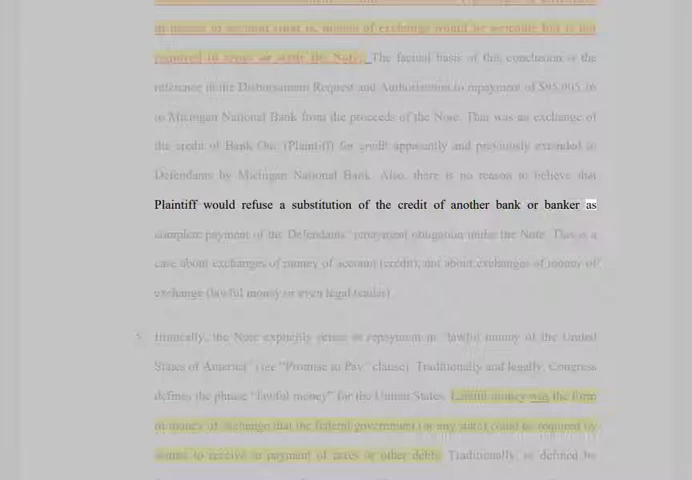 in money of account (that is, money of exchange would be welcome but is not
required to repay or settle the Note). The factual basis of this conclusion is the
reference in the Disbursement Request and Authorization to repayment of $95,905.16
to Michigan National Bank from the proceeds of the Note. That was an exchange of
the credit of Bank One (Plaintiff) for credit apparently and previously extended to
Defendants by Michigan National Bank. Also, there is no reason to believe that
Plaintiff would refuse a substitution of the credit of another bank or banker as
complete payment of the Defendants' repayment obligation under the Note. This is a
case about exchanges of money of account (credit), not about exchanges of money of
exchange (lawful money or even legal tender).
5. Ironically, the Note explicitly refers to repayment in "lawful money of the United
States of America" (see "Promise to Pay" clause). Traditionally and legally, Congress
defines the phrase "lawful money" for the United States. Lawful money was the form
of money of exchange that the federal government (or any state) could be required by
statute to receive in payment of taxes or other debts. Traditionally, as defined by